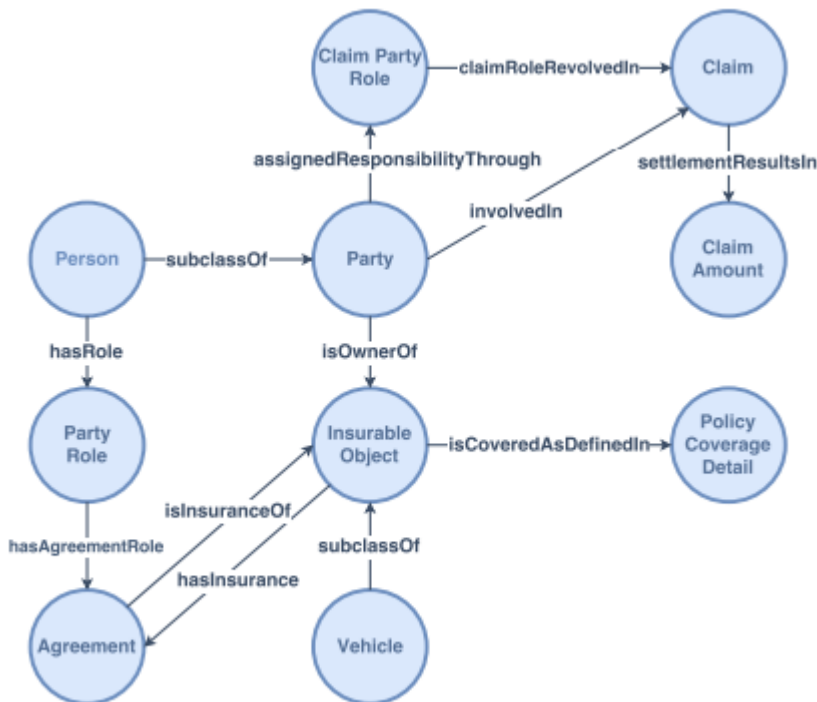 Claim Party
Role
claimRoleRevolvedIn
Claim
assignedResponsibilityThrough
settlementResultsIn
involvedIn
Person
subclassOf
Party
Claim
Amount
hasRole
isOwnerOf
Party
Role
Insurable
Object
isCoveredAsDefinedIn
Policy
Coverage
Detail
isInsuranceOf
hasAgreementRole
subclassOf
hasInsurance
Agreement
Vehicle